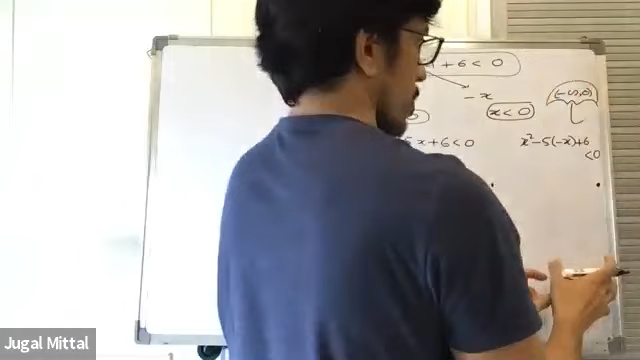 + 6 < 0
- x
x < 0
(-∞, 0)
x + 6 < 0
x² - 5(-x) + 6
< 0
Jugal Mittal